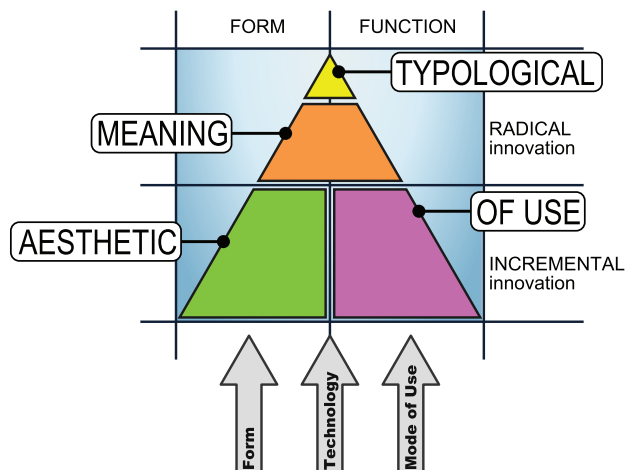 FORM
FUNCTION
TYPOLOGICAL
MEANING
RADICAL
innovation
OF USE
AESTHETIC
INCREMENTAL
innovation
Form
Technology
Mode of Use